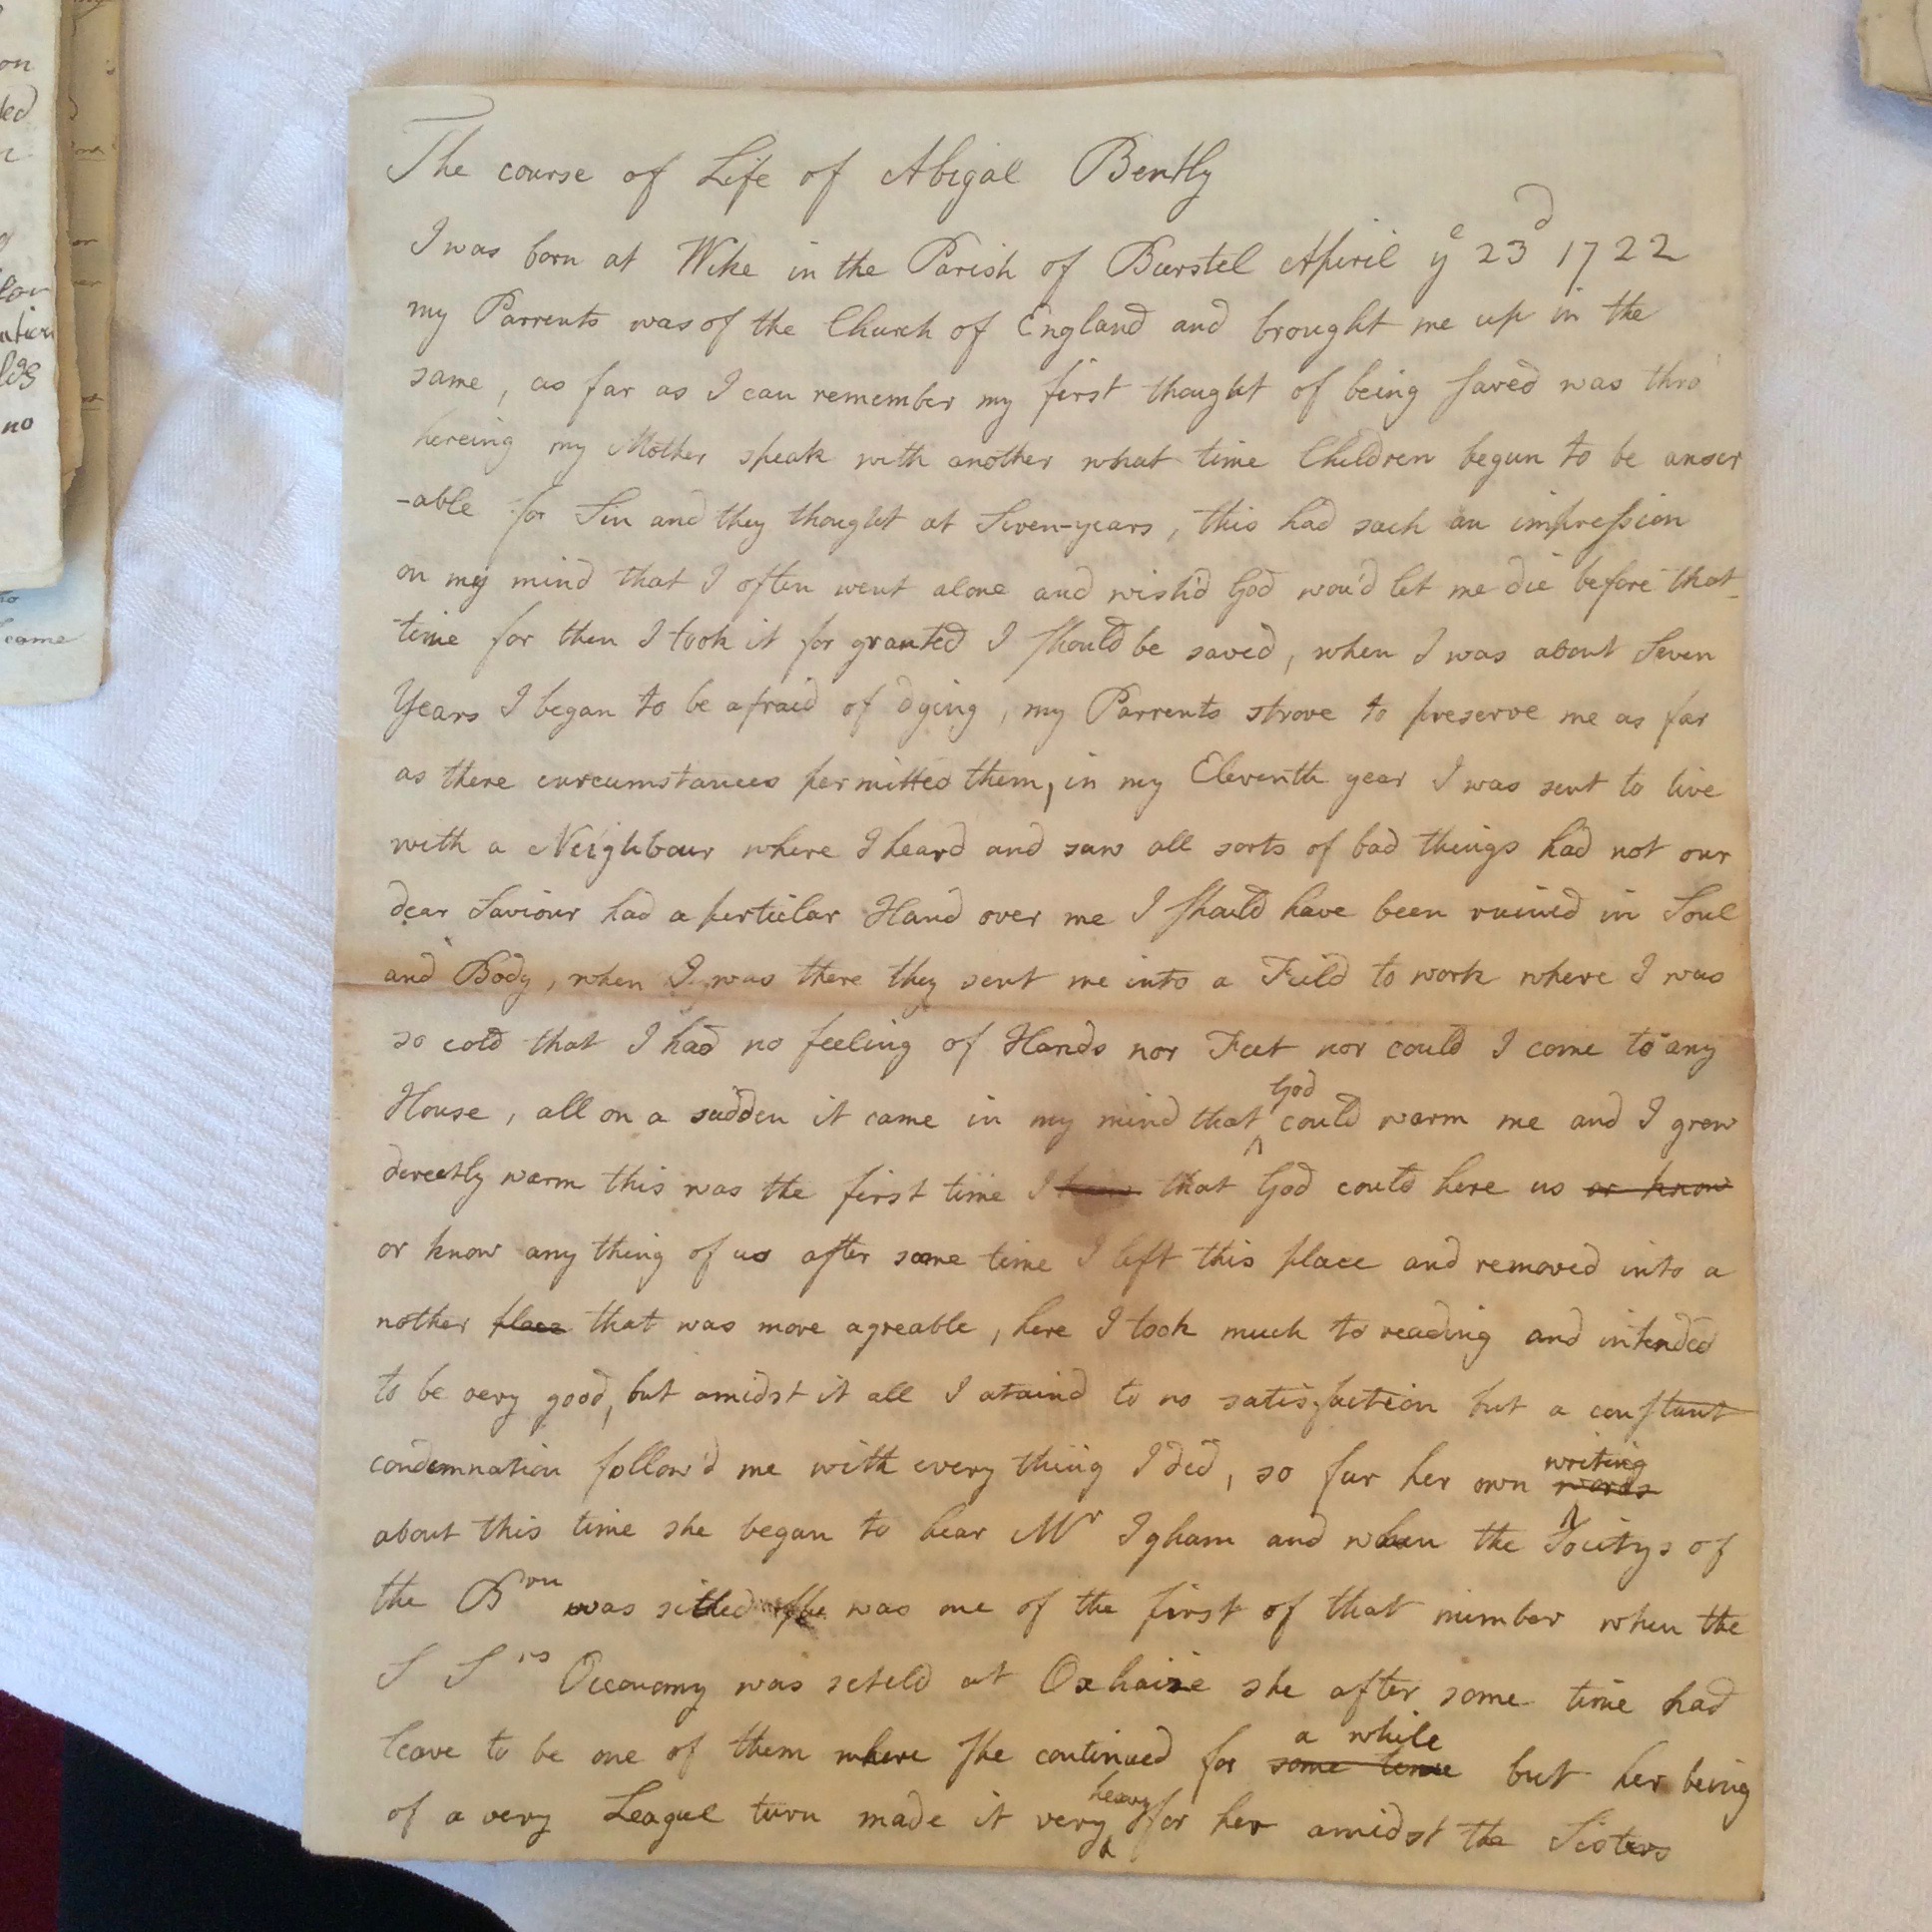 The course of Life of Abigal Bently
I was born at Wike in the Parish of Burstel Apiril ye 23d 1722
my Parrents was of the Church of England and brought me up in the
same, as far as I can remember my first thought of being saved was thro
hereing my Mother speak with another what time Children begun to be anser
-able for Sin and they thought at Seven-years, this had such an impression
on my mind that I often went alone and wish'd God wou'd let me die before that
time for then I took it for granted I should be saved, when I was about Seven
Years I began to be afraid of dying, my Parrents strove to preserve me as far
as there curcumstances permitted them, in my Eleventh year I was sent to live
with a Neighbour where I heard and saw all sorts of bad things had not our
dear Saviour had a perticlar Hand over me I should have been ruined in Soul
and Body, when I was there they sent me into a Feild to work where I was
so cold that I had no feeling of Hands nor Feet nor could I come to any
House, all on a sudden it came in my mind that God could warm me and I grew
derectly warm this was the first time I knew that God could here us or know
or know any thing of us after some time I left this place and removed into a
nother place that was more agreable, here I took much to reading and intended
to be very good, but amidst it all I ataind to no satisfaction but a constant
condemnation follow'd me with every thing I did, so far her own words writing
about this time she began to hear Mr Igham and when the Socitys of
the Bren was setled she was one of the first of that number when the
S Srs Oeconomy was seteld at she after some time had
leave to be one of them where she continued for some time a while but her being
of a very League turn made it very heavy for her amidst the Sisters
on
led
no
came